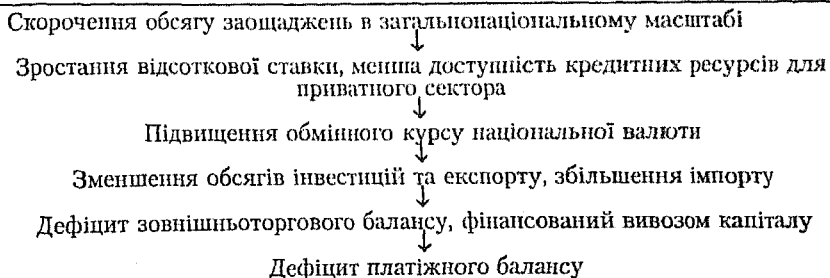 Скорочення обсягу заощаджень в загальнонаціональному масштабі
↓
Зростання відсоткової ставки, менша доступність кредитних ресурсів для
приватного сектора
↓
Підвищення обмінного курсу національної валюти
↓
Зменшення обсягів інвестицій та експорту, збільшення імпорту
↓
Дефіцит зовнішньоторгового балансу, фінансований вивозом капіталу
↓
Дефіцит платіжного балансу